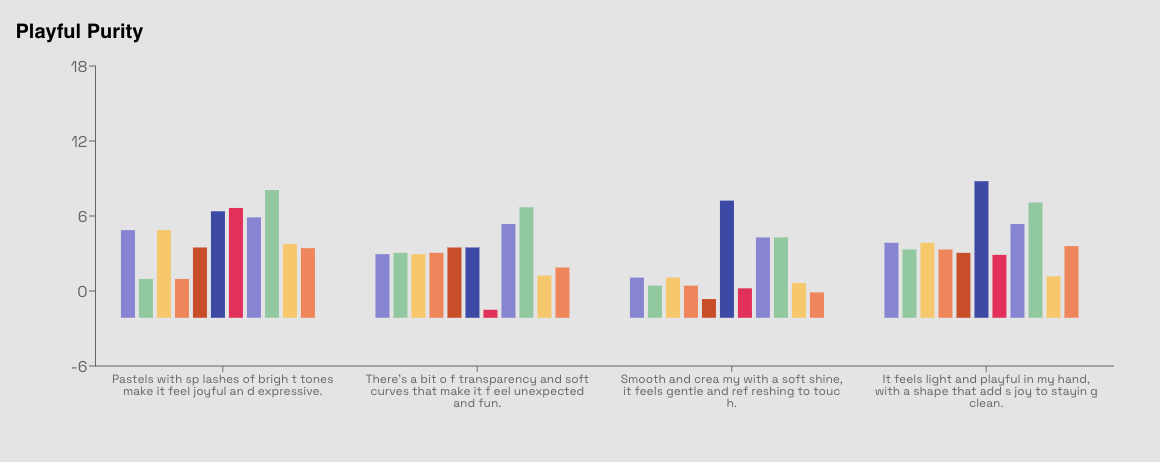 Playful Purity
18
12
6
0
-6
Pastels with sp lashes of brigh t tones
make it feel joyful an d expressive.
There's a bit o f transparency and soft
curves that make it f eel unexpected
and fun.
Smooth and crea my with a soft shine,
it feels gentle and ref reshing to touc
h.
It feels light and playful in my hand,
with a shape that add s joy to stayin g
clean.